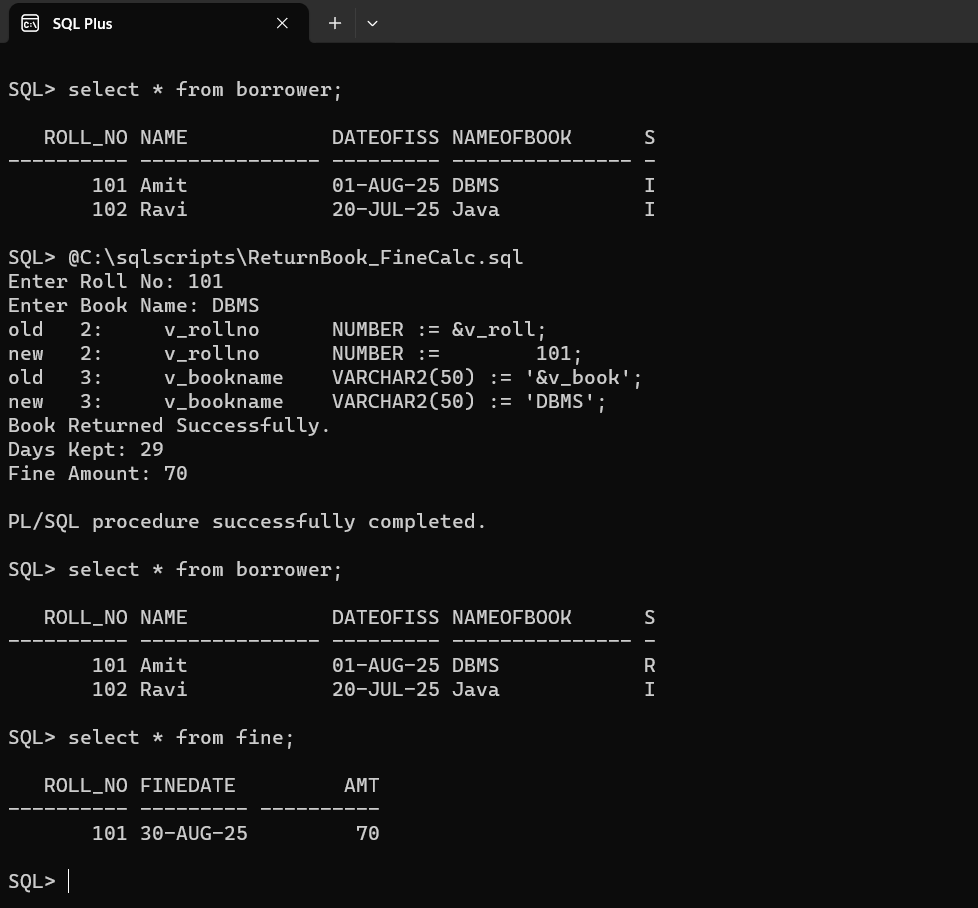 SQL Plus
SQL> select * from borrower;
   ROLL_NO NAME            DATEOFISS NAMEOFBOOK      S
---------- --------------- --------- --------------- -
       101 Amit            01-AUG-25 DBMS            I
       102 Ravi            20-JUL-25 Java            I
SQL> @C:\sqlscripts\ReturnBook_FineCalc.sql
Enter Roll No: 101
Enter Book Name: DBMS
old   2:     v_rollno      NUMBER := &v_roll;
new   2:     v_rollno      NUMBER :=        101;
old   3:     v_bookname    VARCHAR2(50) := '&v_book';
new   3:     v_bookname    VARCHAR2(50) := 'DBMS';
Book Returned Successfully.
Days Kept: 29
Fine Amount: 70
PL/SQL procedure successfully completed.
SQL> select * from borrower;
   ROLL_NO NAME            DATEOFISS NAMEOFBOOK      S
---------- --------------- --------- --------------- -
       101 Amit            01-AUG-25 DBMS            R
       102 Ravi            20-JUL-25 Java            I
SQL> select * from fine;
   ROLL_NO FINEDATE         AMT
---------- --------- ----------
       101 30-AUG-25         70
SQL>